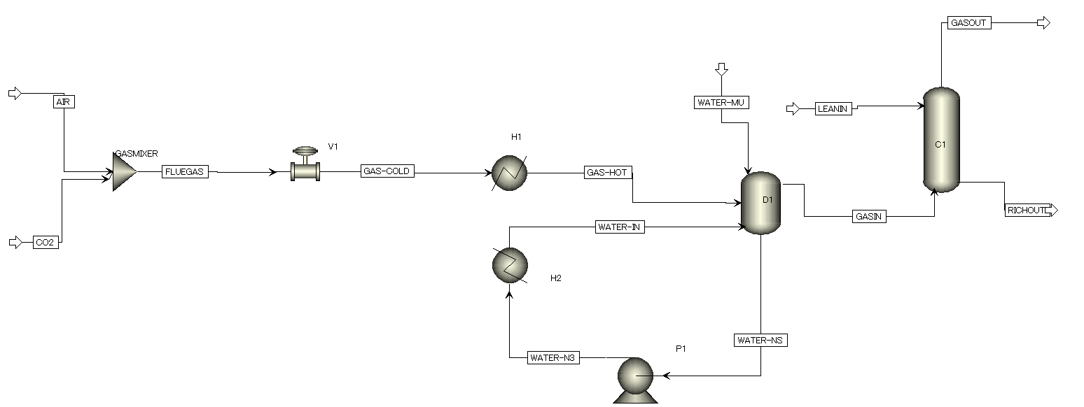 GASOUT
AIR
WATER-MU
LEANIN
GASMIXER
V1
H1
C1
FLUEGAS
GAS-COLD
GAS-HOT
D1
GASIN
RICHOUT
CO2
WATER-IN
H2
WATER-NS
P1
WATER-N3